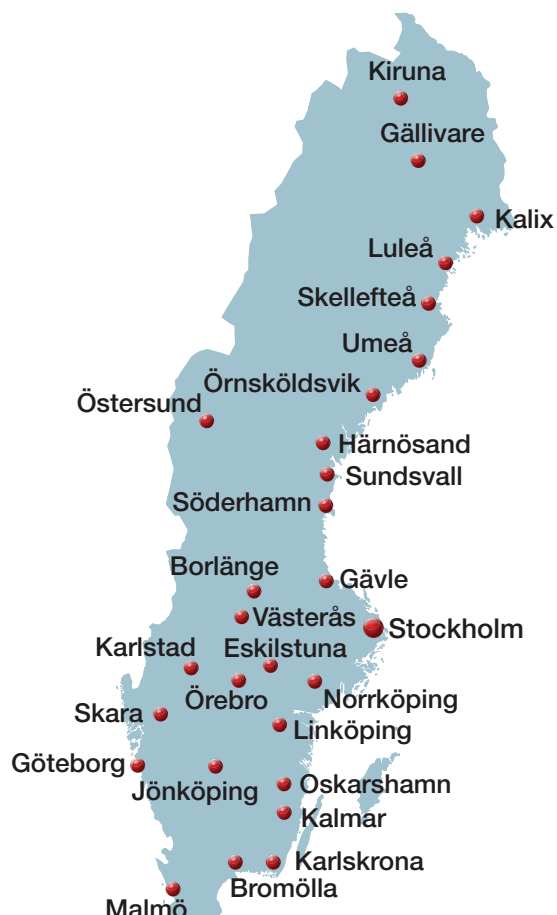 Kiruna
Gällivare
Kalix
Luleå
Skellefteå
Umeå
Örnsköldsvik
Östersund
Härnösand
Sundsvall
Söderhamn
Borlänge
Gävle
Västerås
Stockholm
Karlstad
Eskilstuna
Örebro
Norrköping
Skara
Linköping
Göteborg
Jönköping
Oskarshamn
Kalmar
Karlskrona
Bromölla
Malmö